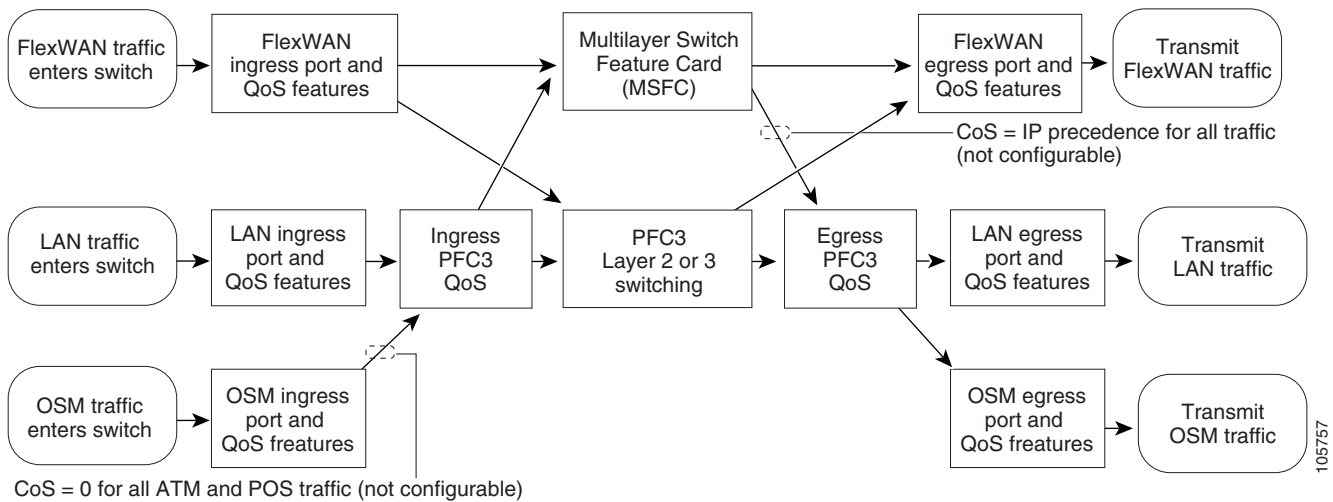 FlexWAN traffic
enters switch
FlexWAN
ingress port and
QoS features
Multilayer Switch
Feature Card
(MSFC)
FlexWAN
egress port and
QoS features
Transmit
FlexWAN traffic
CoS = IP precedence for all traffic
(not configurable)
LAN traffic
enters switch
LAN ingress
port and
QoS features
Ingress
PFC3
QoS
PFC3
Layer 2 or 3
switching
Egress
PFC3
QoS
LAN egress
port and
QoS features
Transmit
LAN traffic
OSM traffic
enters switch
OSM ingress
port and
QoS freatures
OSM egress
port and
QoS freatures
Transmit
OSM traffic
CoS = 0 for all ATM and POS traffic (not configurable)
105757